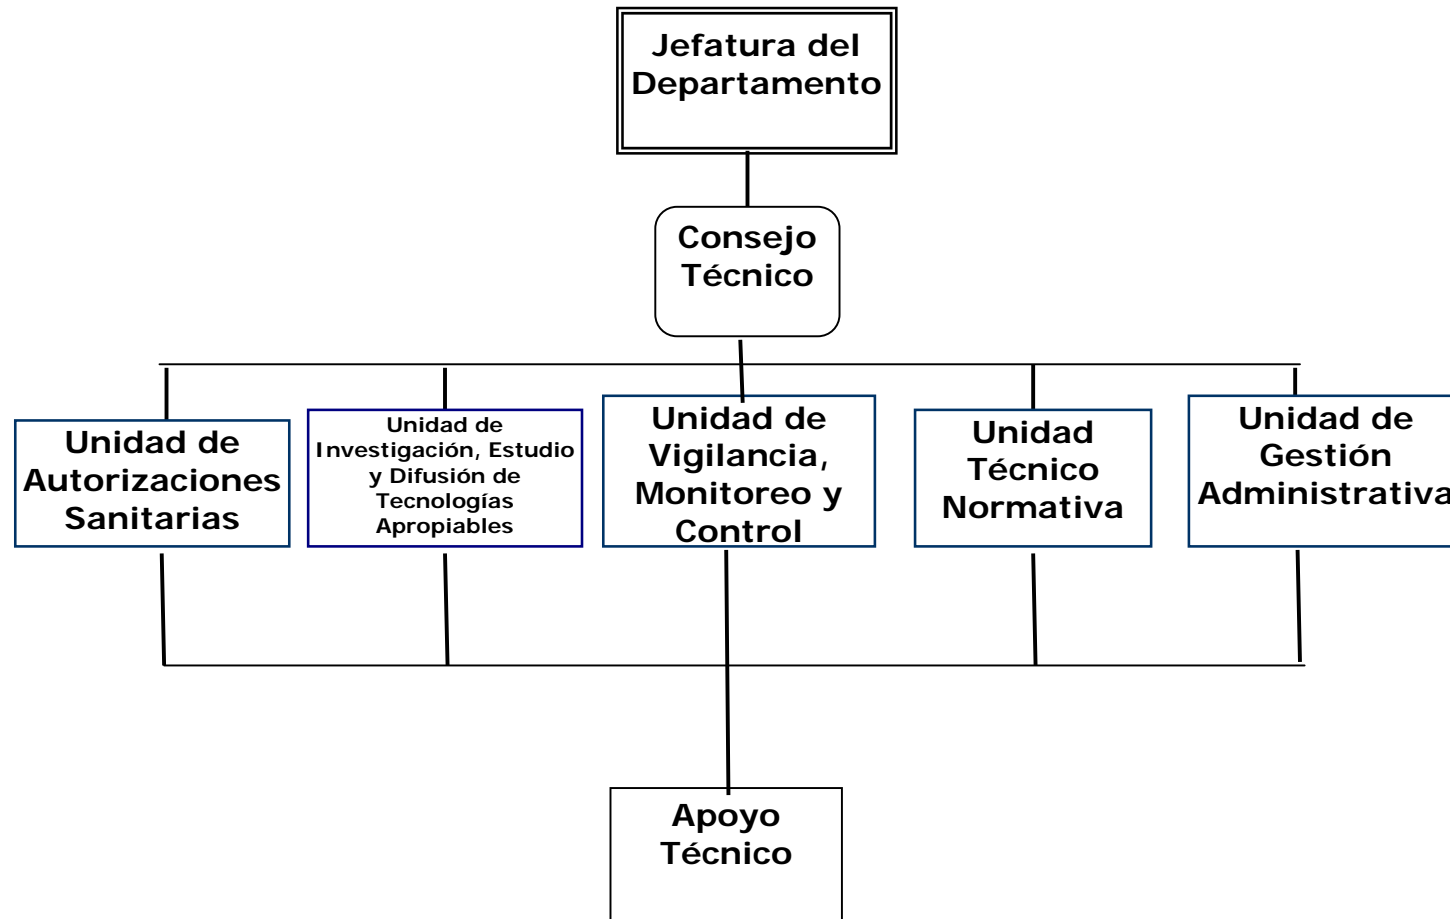 Jefatura del
Departamento
Consejo
Técnico
Unidad de
Autorizaciones
Sanitarias
Unidad de
Investigación, Estudio
y Difusión de
Tecnologías
Apropiables
Unidad de
Vigilancia,
Monitoreo y
Control
Unidad
Técnico
Normativa
Unidad de
Gestión
Administrativa
Apoyo
Técnico